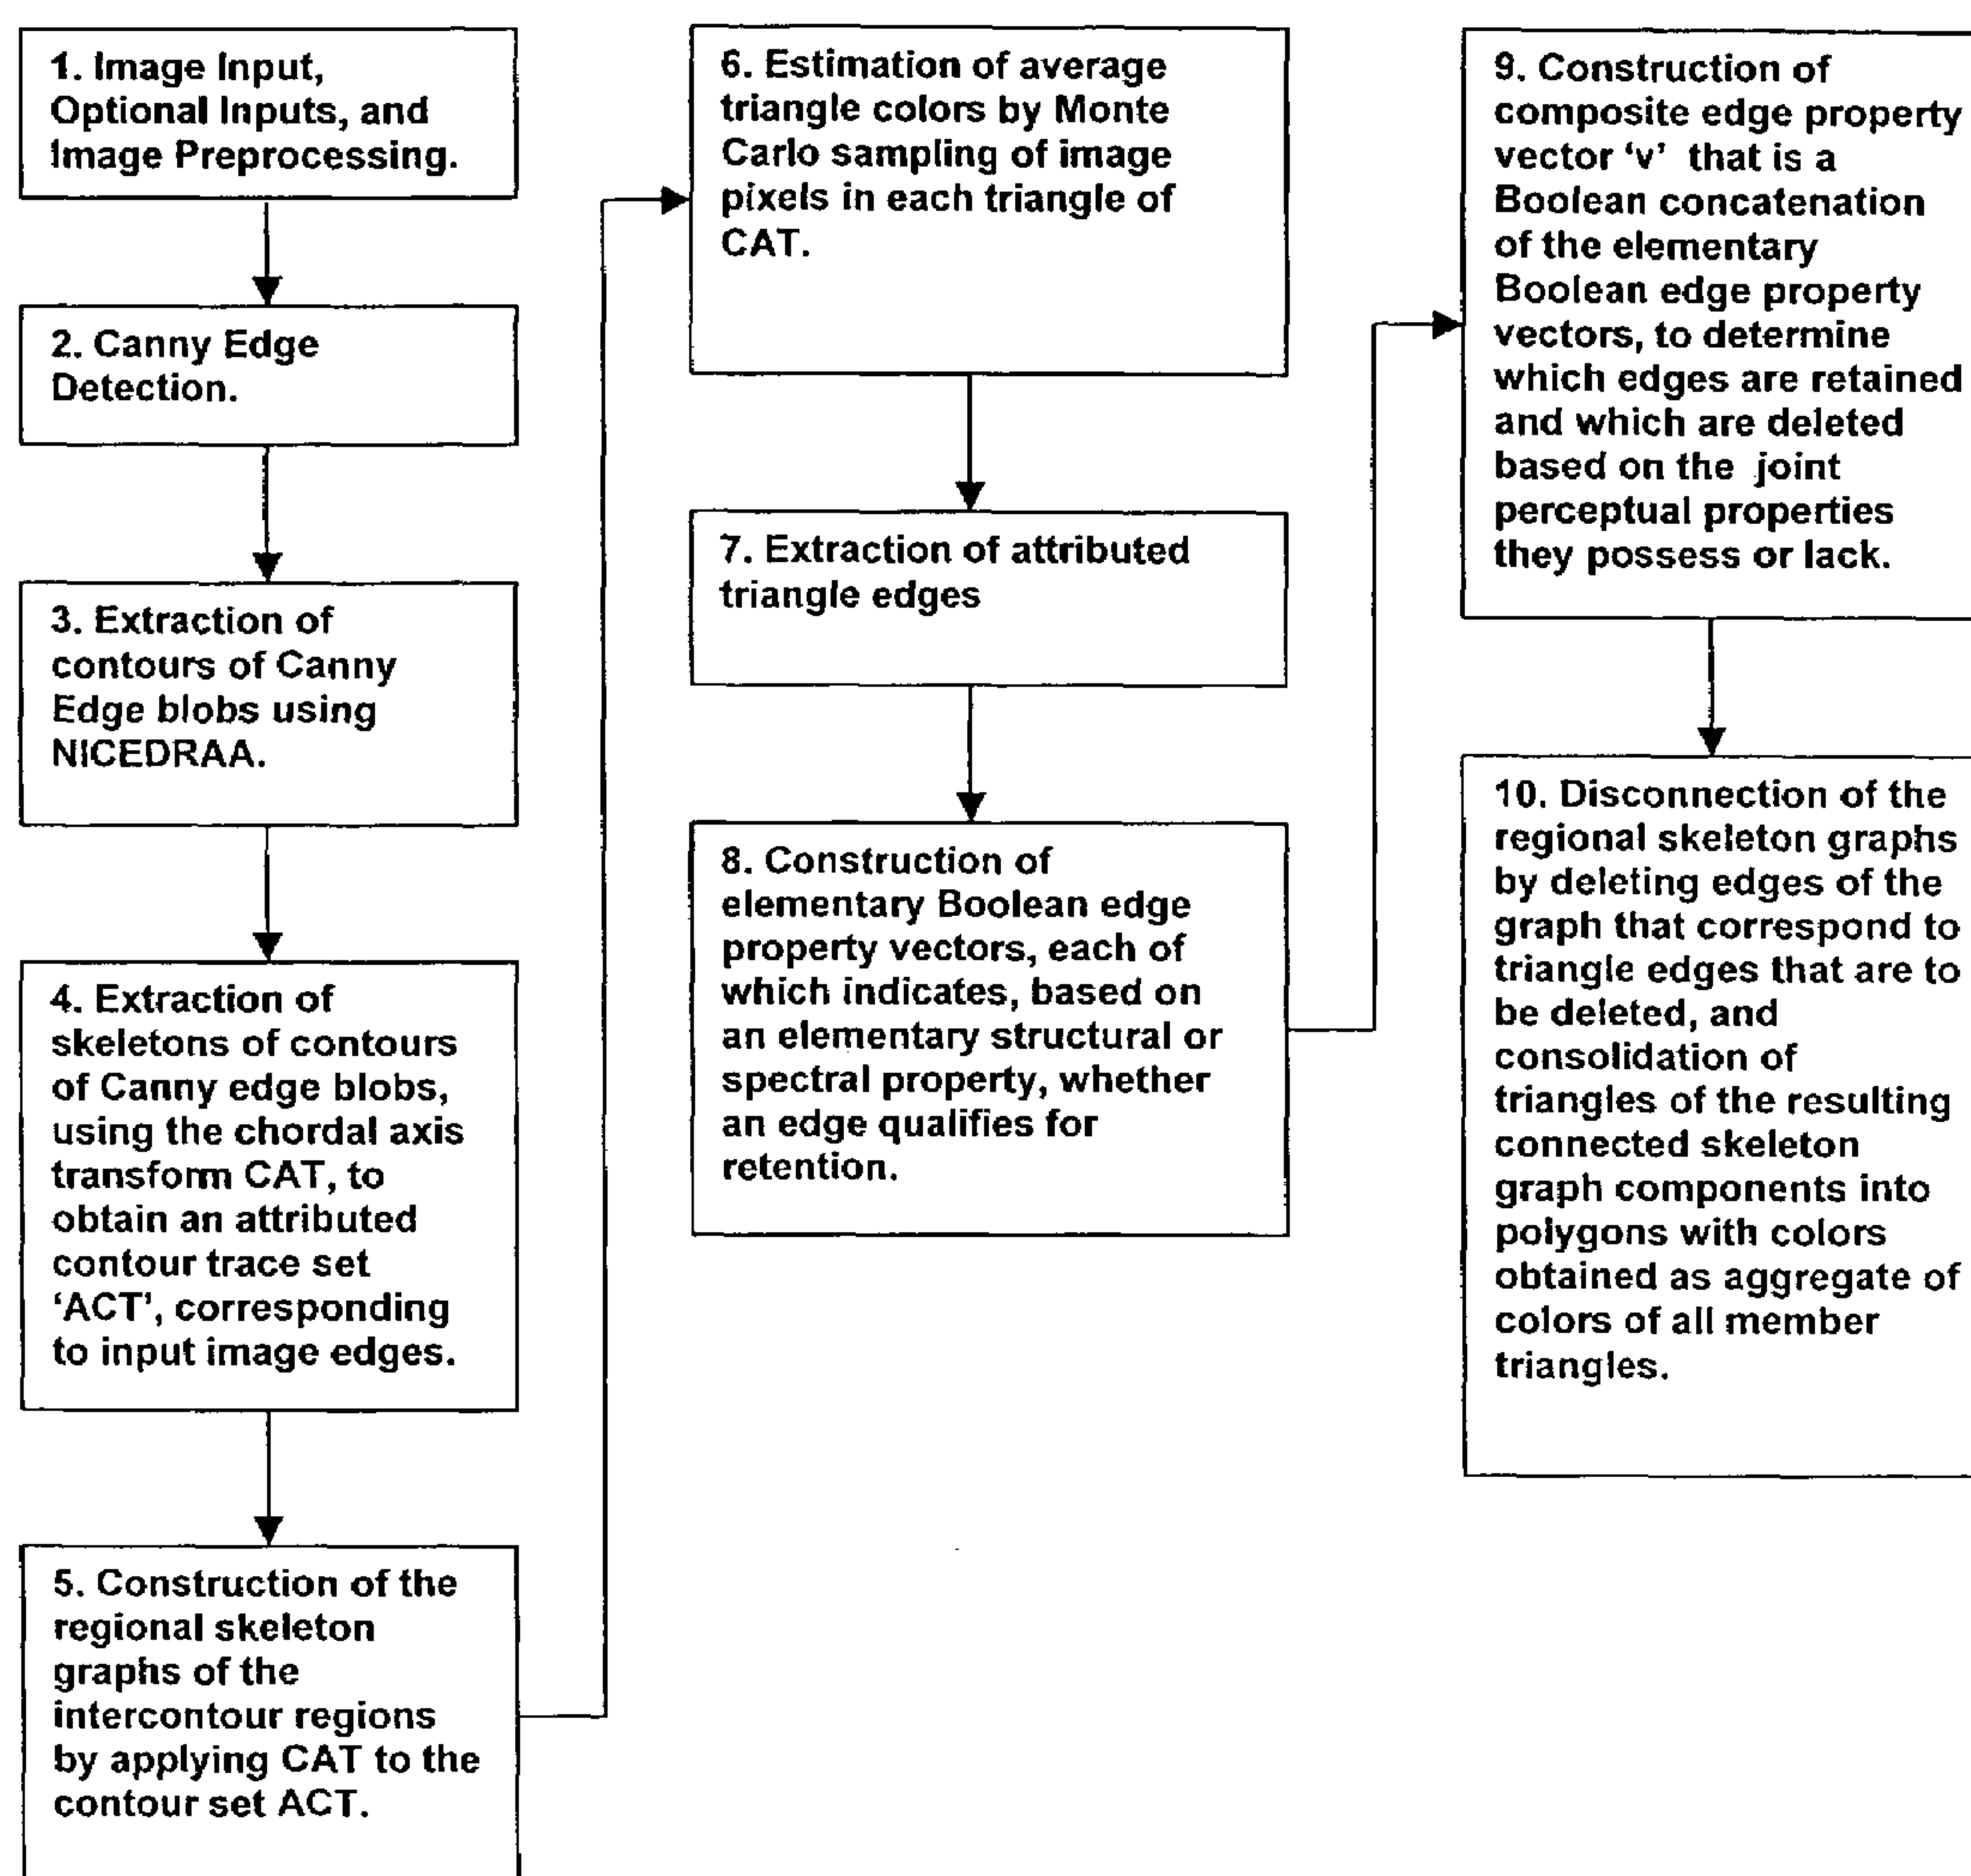 1. Image Input,
Optional Inputs, and
Image Preprocessing.
2. Canny Edge
Detection.
3. Extraction of
contours of Canny
Edge blobs using
NICEDRAA.
4. Extraction of
skeletons of contours
of Canny edge blobs,
using the chordal axis
transform CAT, to
obtain an attributed
contour trace set
‘ACT’, corresponding
to input image edges.
5. Construction of the
regional skeleton
graphs of the
intercontour regions
by applying CAT to the
contour set ACT.
6. Estimation of average
triangle colors by Monte
Carlo sampling of image
pixels in each triangle of
CAT.
7. Extraction of attributed
triangle edges
8. Construction of
elementary Boolean edge
property vectors, each of
which indicates, based on
an elementary structural or
spectral property, whether
an edge qualifies for
retention.
9. Construction of
composite edge property
vector ‘v’ that is a
Boolean concatenation
of the elementary
Boolean edge property
vectors, to determine
which edges are retained
and which are deleted
based on the joint
perceptual properties
they possess or lack.
10. Disconnection of the
regional skeleton graphs
by deleting edges of the
graph that correspond to
triangle edges that are to
be deleted, and
consolidation of
triangles of the resulting
connected skeleton
graph components into
polygons with colors
obtained as aggregate of
colors of all member
triangles.